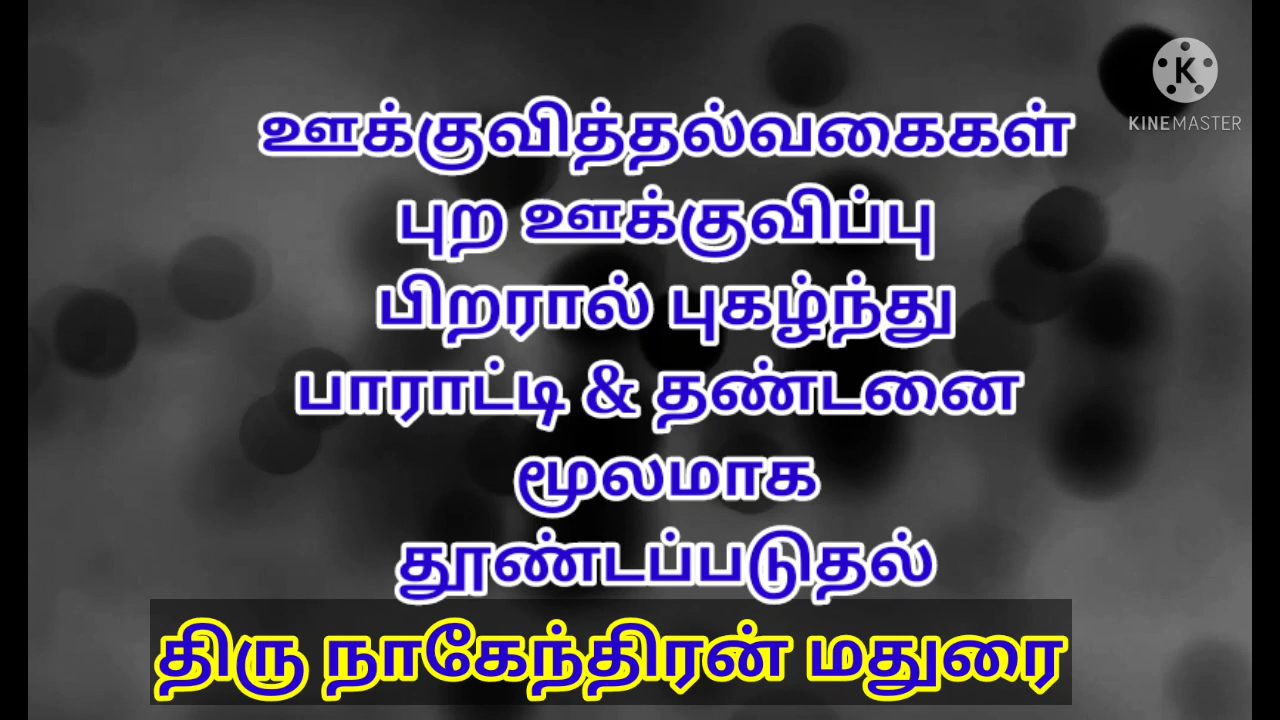 K
KINEMASTER
ஊக்குவித்தல்வகைகள்
புற ஊக்குவிப்பு
பிறரால் புகழ்ந்து
பாராட்டி & தண்டனை
மூலமாக
தூண்டப்படுதல்
திரு நாகேந்திரன் மதுரை